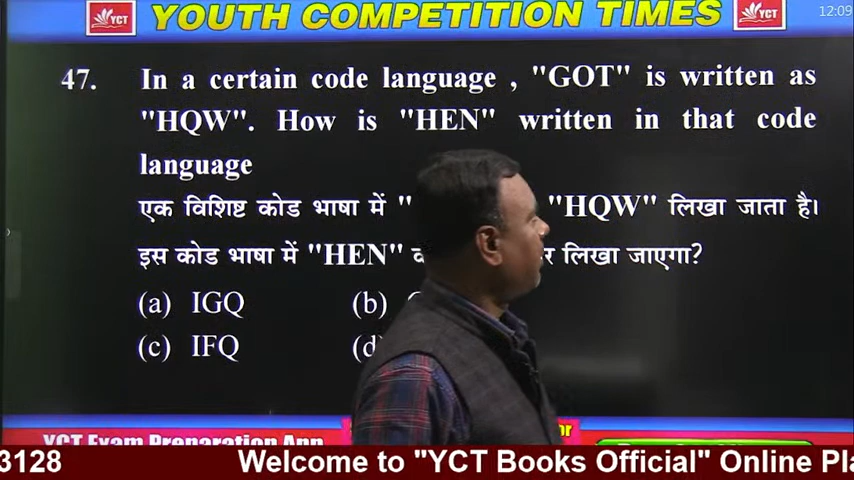 YCT YOUTH COMPETITION TIMES YCT 12:09
47. In a certain code language , "GOT" is written as
"HQW". How is "HEN" written in that code
language
एक विशिष्ट कोड भाषा में " "HQW" लिखा जाता है।
इस कोड भाषा में "HEN" लिखा जाएगा?
(a) IGQ (b)
(c) IFQ (d)
YCT Exam Preparation App
3128 Welcome to "YCT Books Official" Online